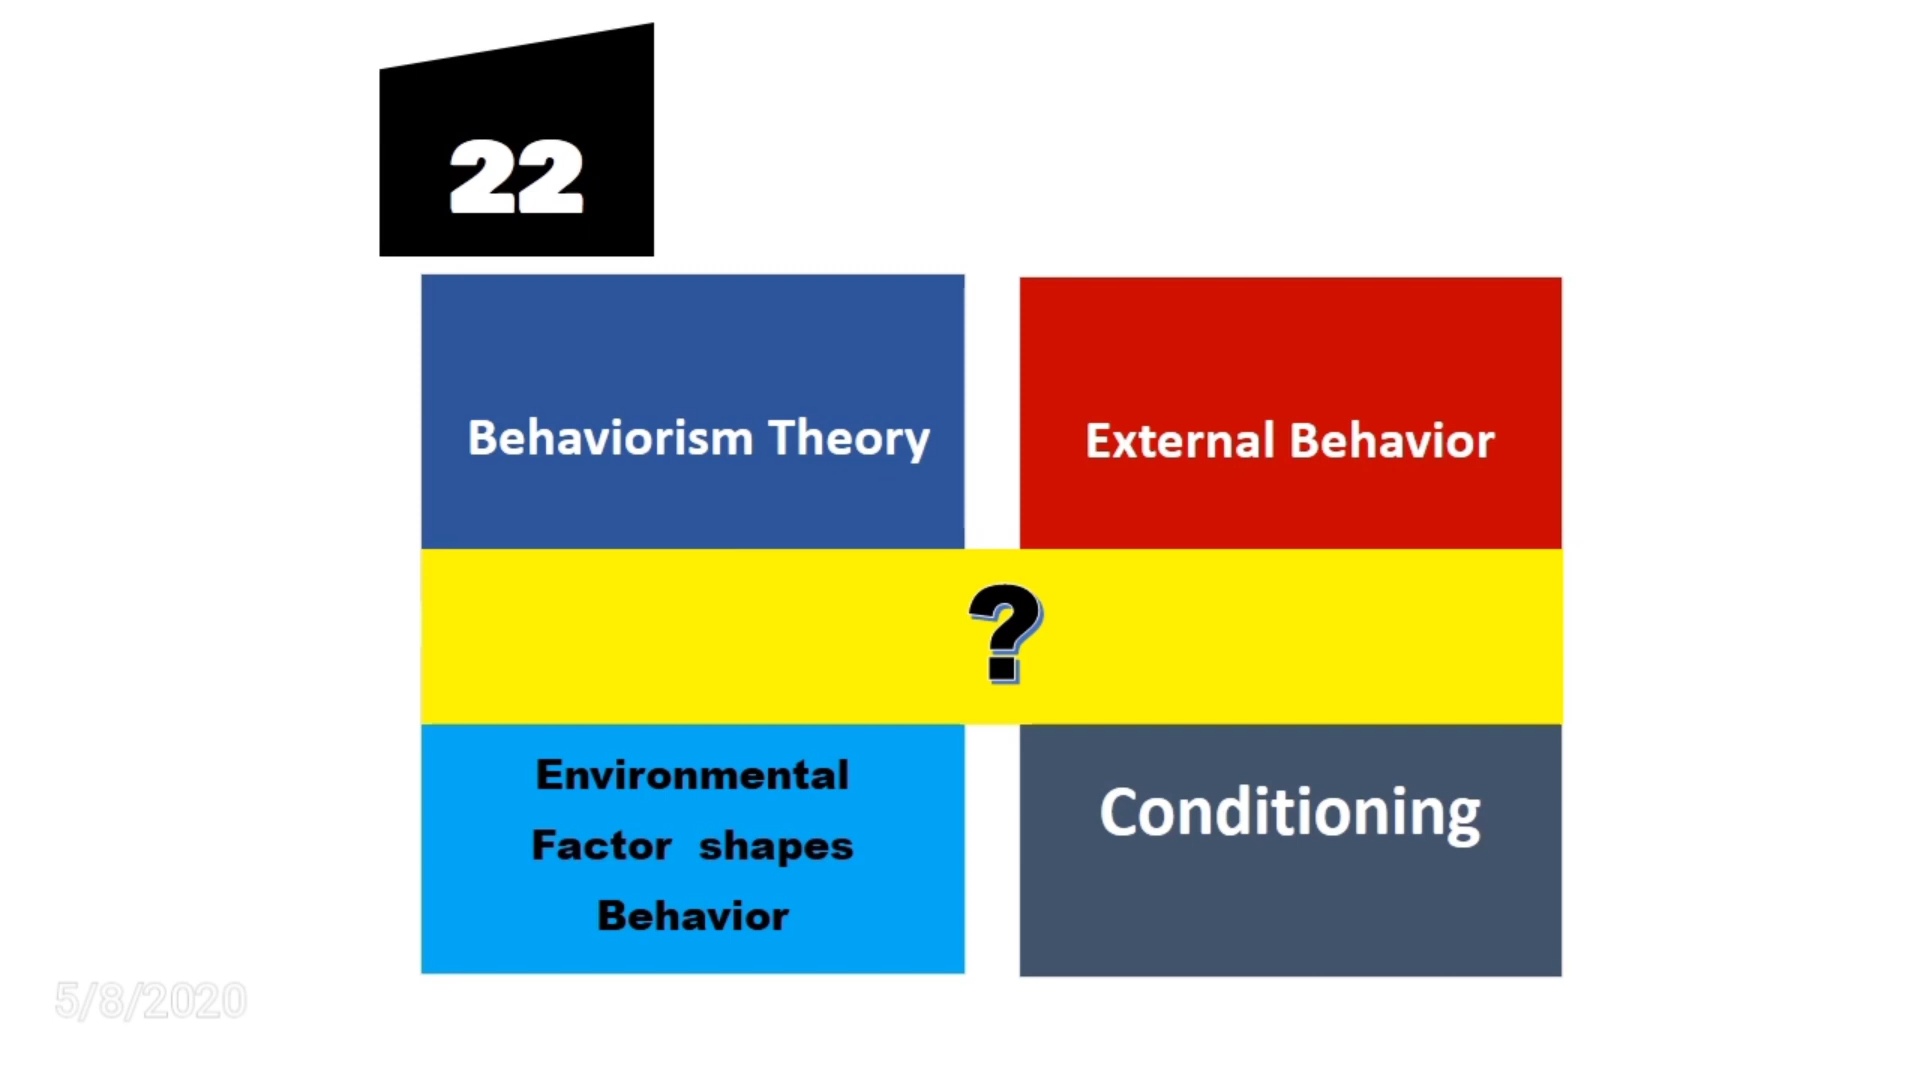 22
Behaviorism Theory
External Behavior
?
Environmental
Factor shapes
Behavior
Conditioning
5/8/2020